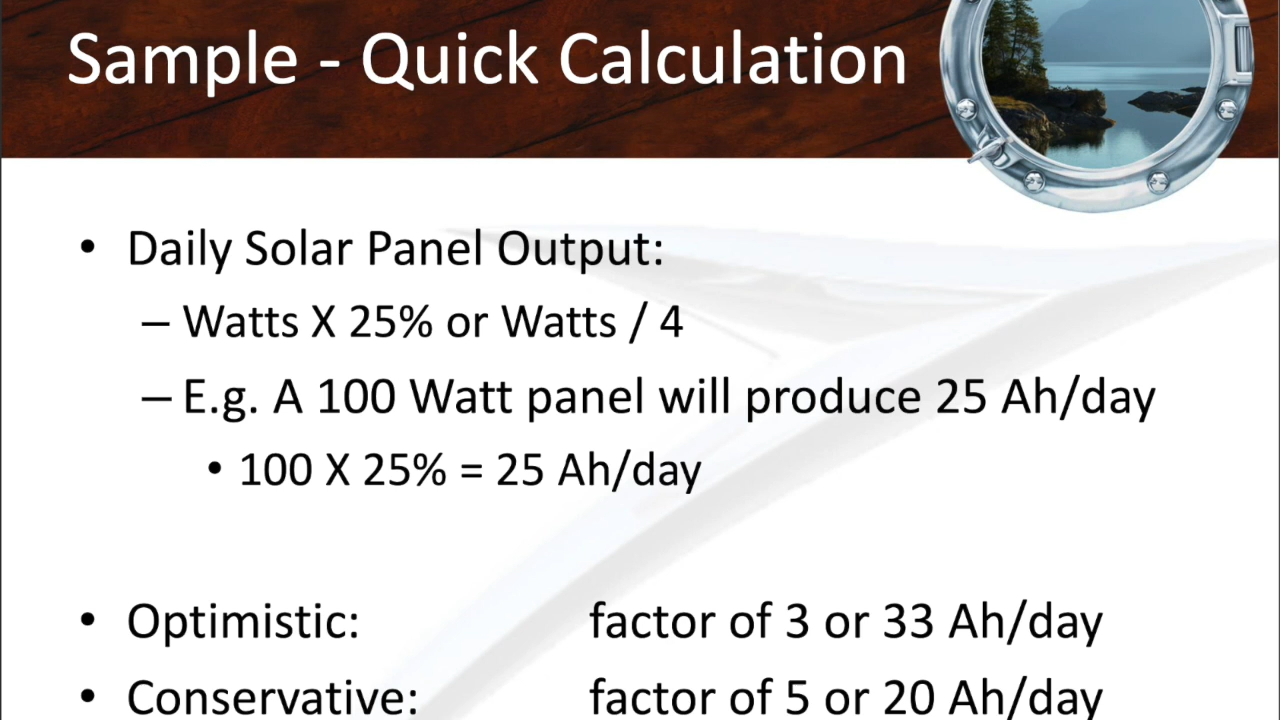 Sample - Quick Calculation
• Daily Solar Panel Output:
– Watts X 25% or Watts / 4
– E.g. A 100 Watt panel will produce 25 Ah/day
• 100 X 25% = 25 Ah/day
• Optimistic: factor of 3 or 33 Ah/day
• Conservative: factor of 5 or 20 Ah/day